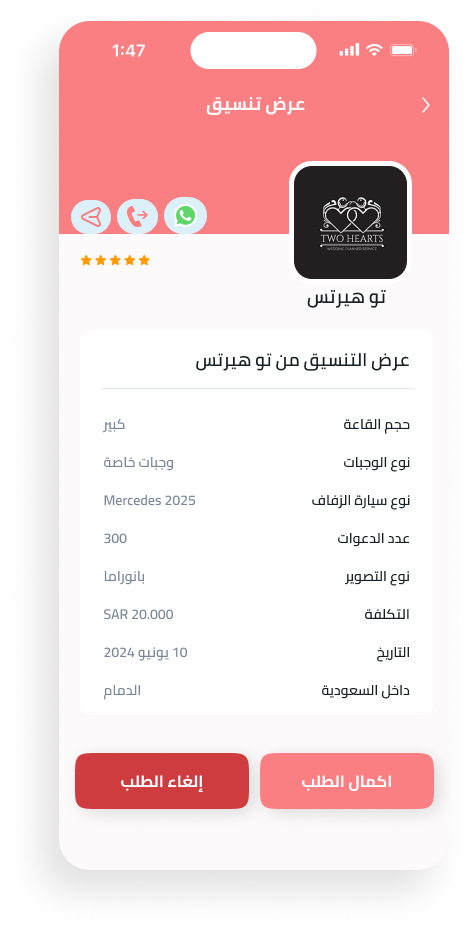 1:47
عرض تنسيق
TWO HEARTS
WEDDING PLANNER SERVICE
تو هيرتس
عرض التنسيق من تو هيرتس
حجم القاعة كبير
نوع الوجبات وجبات خاصة
نوع سيارة الزفاف Mercedes 2025
عدد الدعوات 300
نوع التصوير بانوراما
التكلفة SAR 20.000
التاريخ 10 يونيو 2024
داخل السعودية الدمام
اكمال الطلب إلغاء الطلب